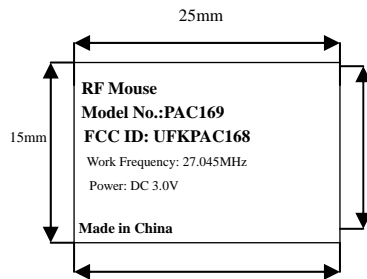 25mm
15mm
RF Mouse
Model No.:PAC169
FCC ID: UFKPAC168
Work Frequency: 27.045MHz
Power: DC 3.0V
Made in China